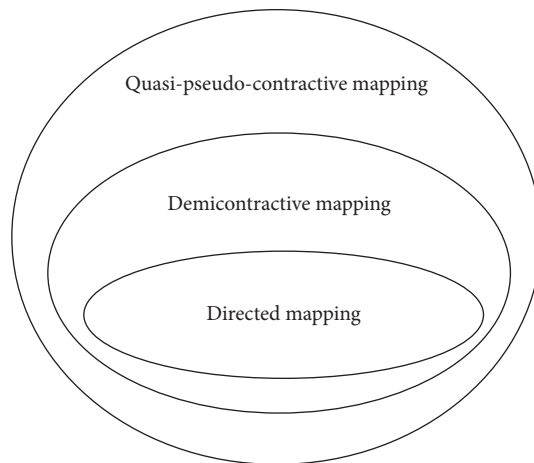 Quasi-pseudo-contractive mapping
Demicontractive mapping
Directed mapping